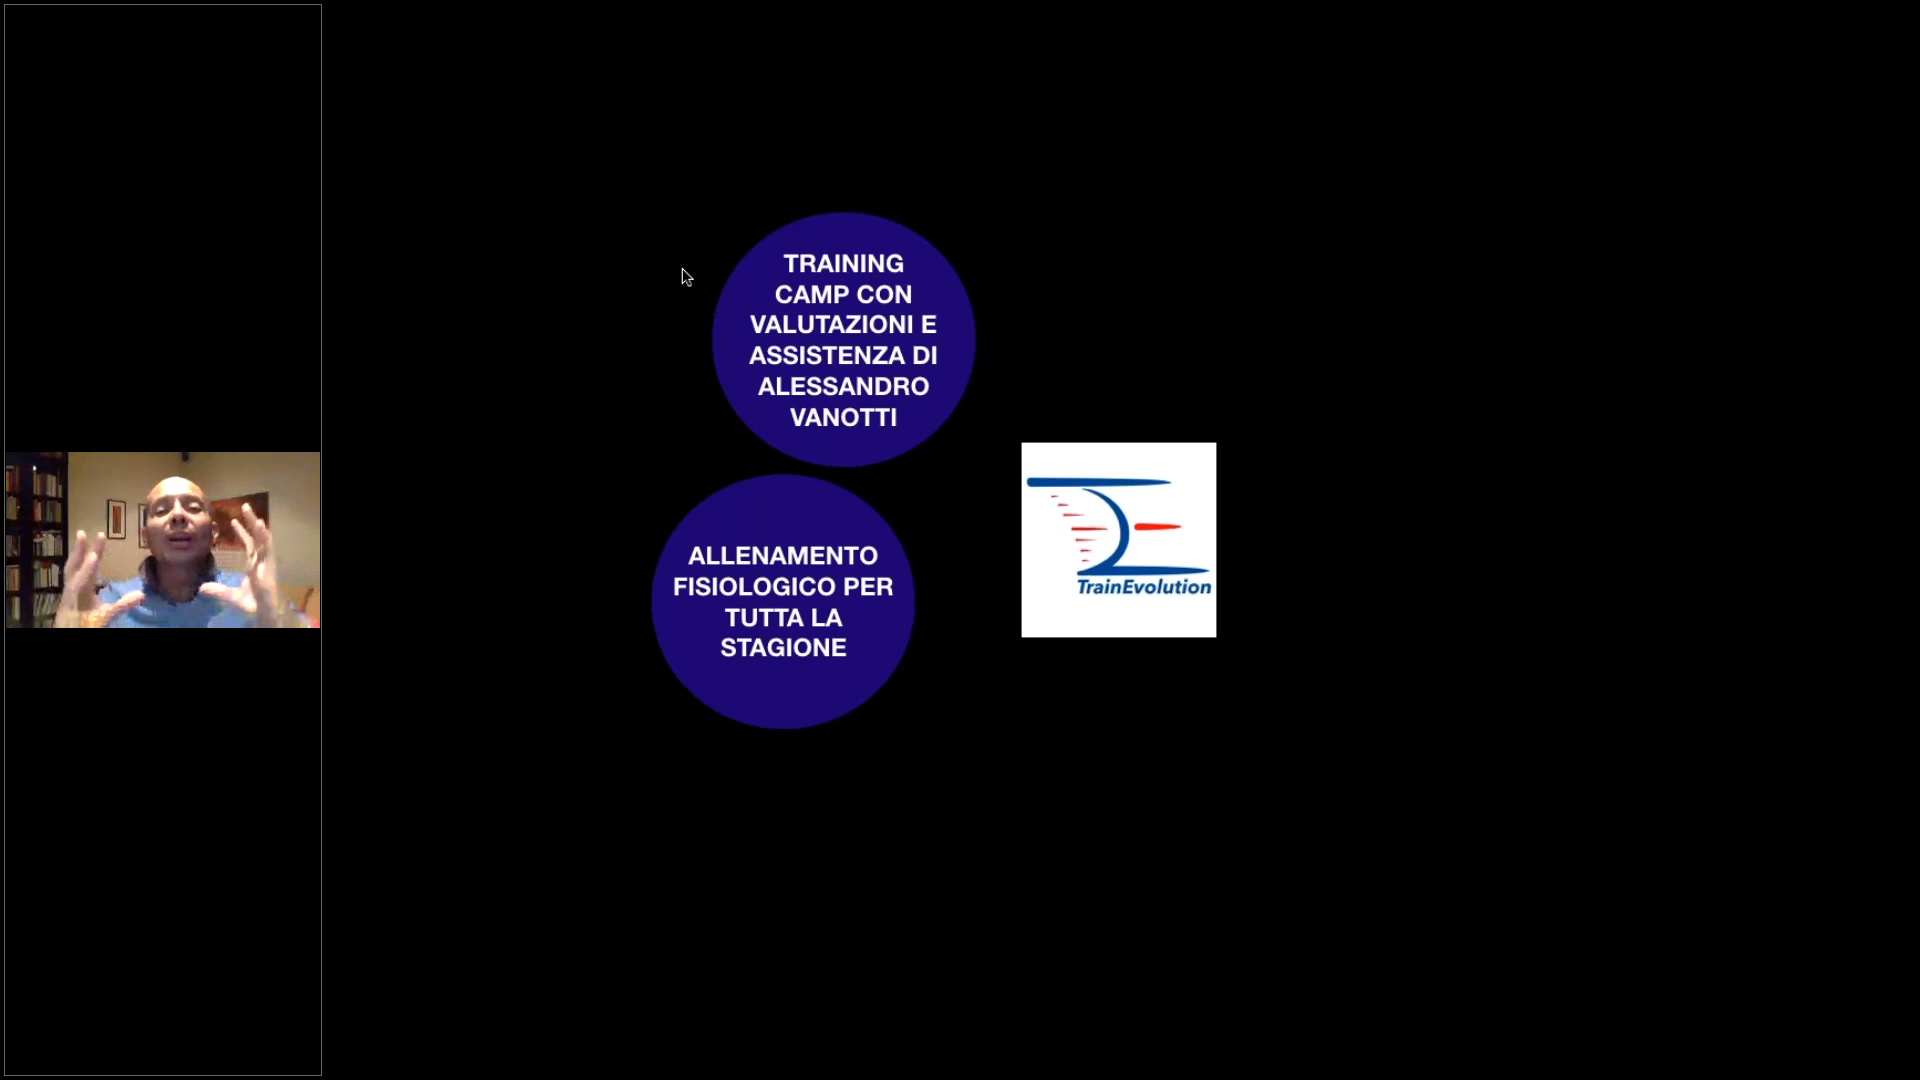 TRAINING
CAMP CON
VALUTAZIONI E
ASSISTENZA DI
ALESSANDRO
VANOTTI
ALLENAMENTO
FISIOLOGICO PER
TUTTA LA
STAGIONE
TrainEvolution